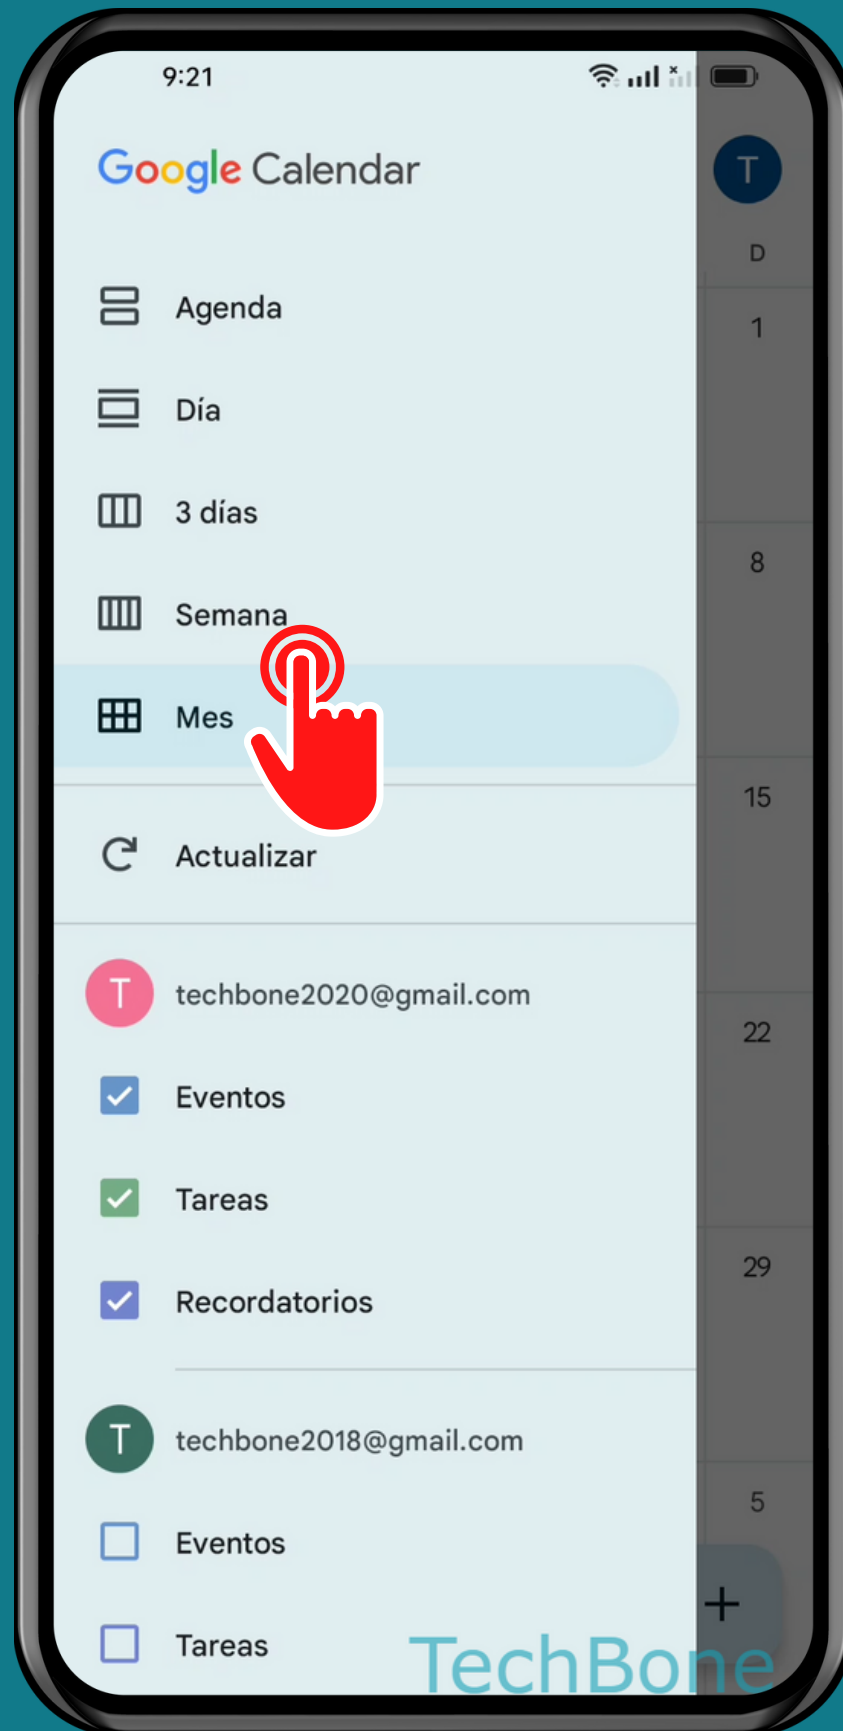 9:21
Google Calendar
T
D
Agenda
1
Día
3 días
8
Semana
Mes
15
Actualizar
T
techbone2020@gmail.com
22
Eventos
Tareas
29
Recordatorios
T
techbone2018@gmail.com
5
Eventos
Tareas
TechBone